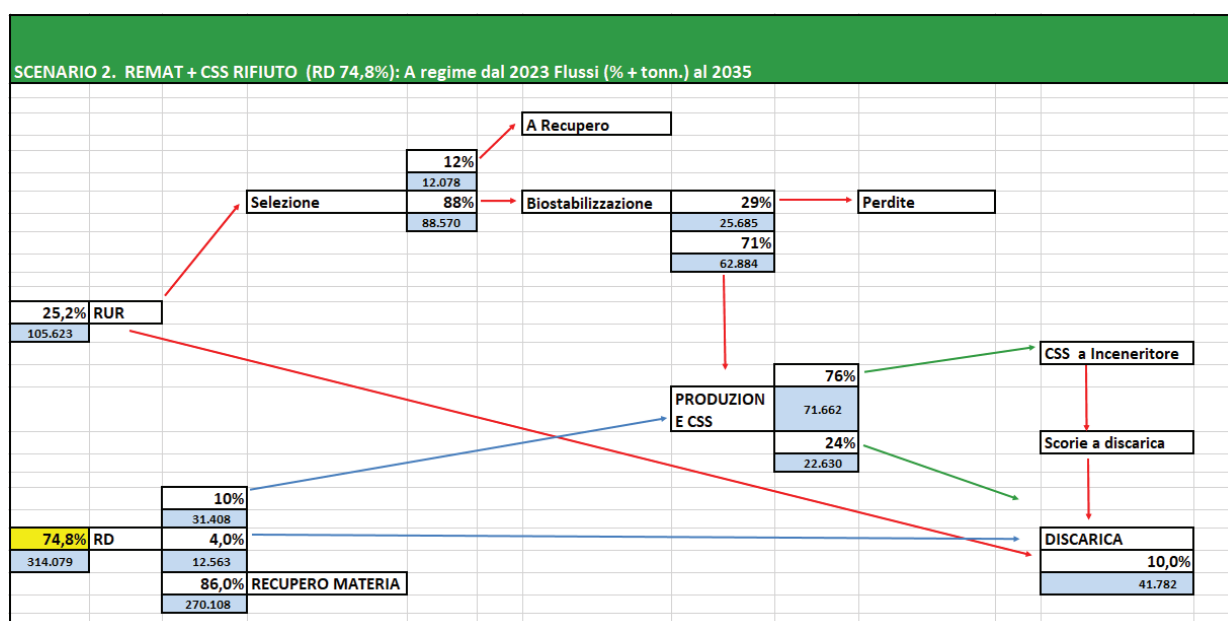 SCENARIO 2.  REMAT + CSS RIFIUTO  (RD 74,8%): A regime dal 2023 Flussi (% + tonn.) al 2035
A Recupero
12%
12.078
Selezione 88% Biostabilizzazione 29% Perdite
88.570 25.685
71%
62.884
25,2% RUR
105.623
CSS  a Inceneritore
76%
PRODUZION
E CSS
71.662
24% Scorie a discarica
22.630
10%
31.408
74,8% RD 4,0% DISCARICA
314.079 12.563 10,0%
86,0% RECUPERO MATERIA 41.782
270.108